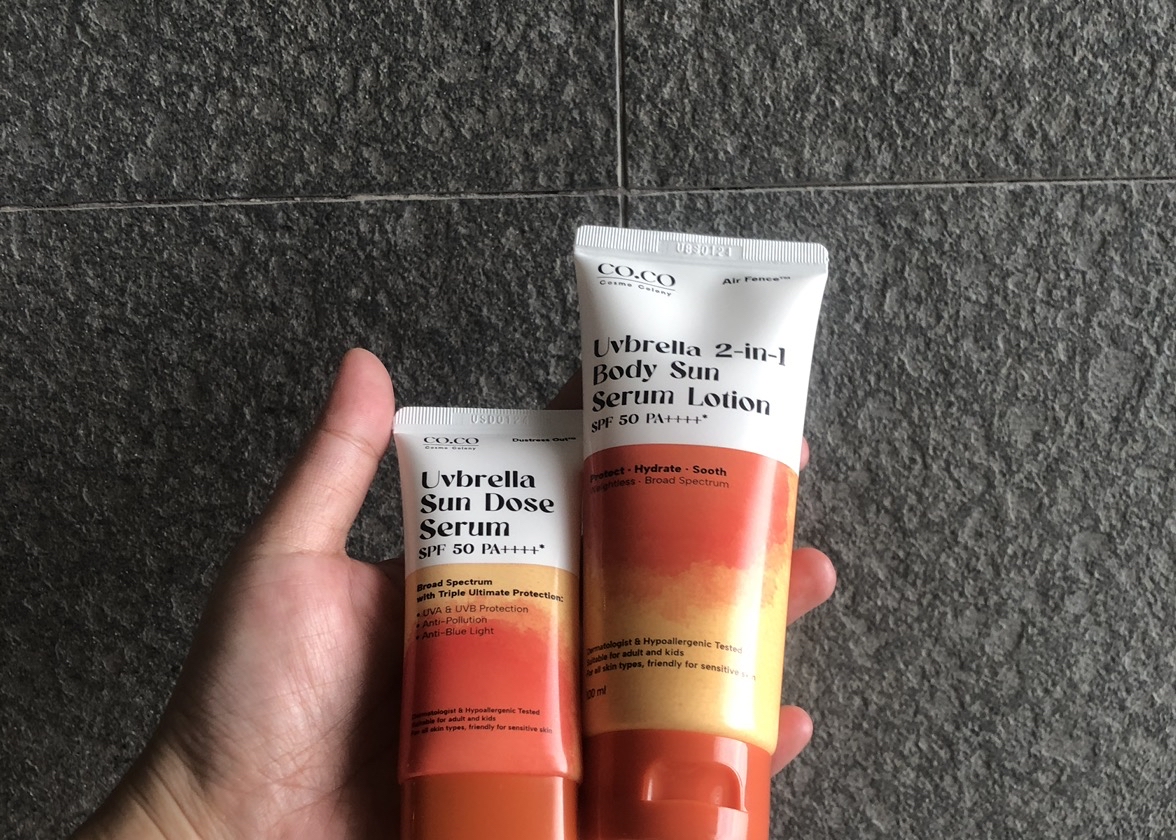 CO.CO
Cosmo Colony
Dustress Out™
Uvbrella
Sun Dose
Serum
SPF 50 PA++++*
Broad Spectrum
with Triple Ultimate Protection:
• UVA & UVB Protection
• Anti-Pollution
• Anti-Blue Light
Dermatologist & Hypoallergenic Tested
Suitable for adult and kids
For all skin types, friendly for sensitive skin
UBS0124
CO.CO
Cosmo Colony
Air Fence™
Uvbrella 2-in-1
Body Sun
Serum Lotion
SPF 50 PA++++*
Protect · Hydrate · Sooth
Weightless · Broad Spectrum
Dermatologist & Hypoallergenic Tested
Suitable for adult and kids
For all skin types, friendly for sensitive skin
100 ml